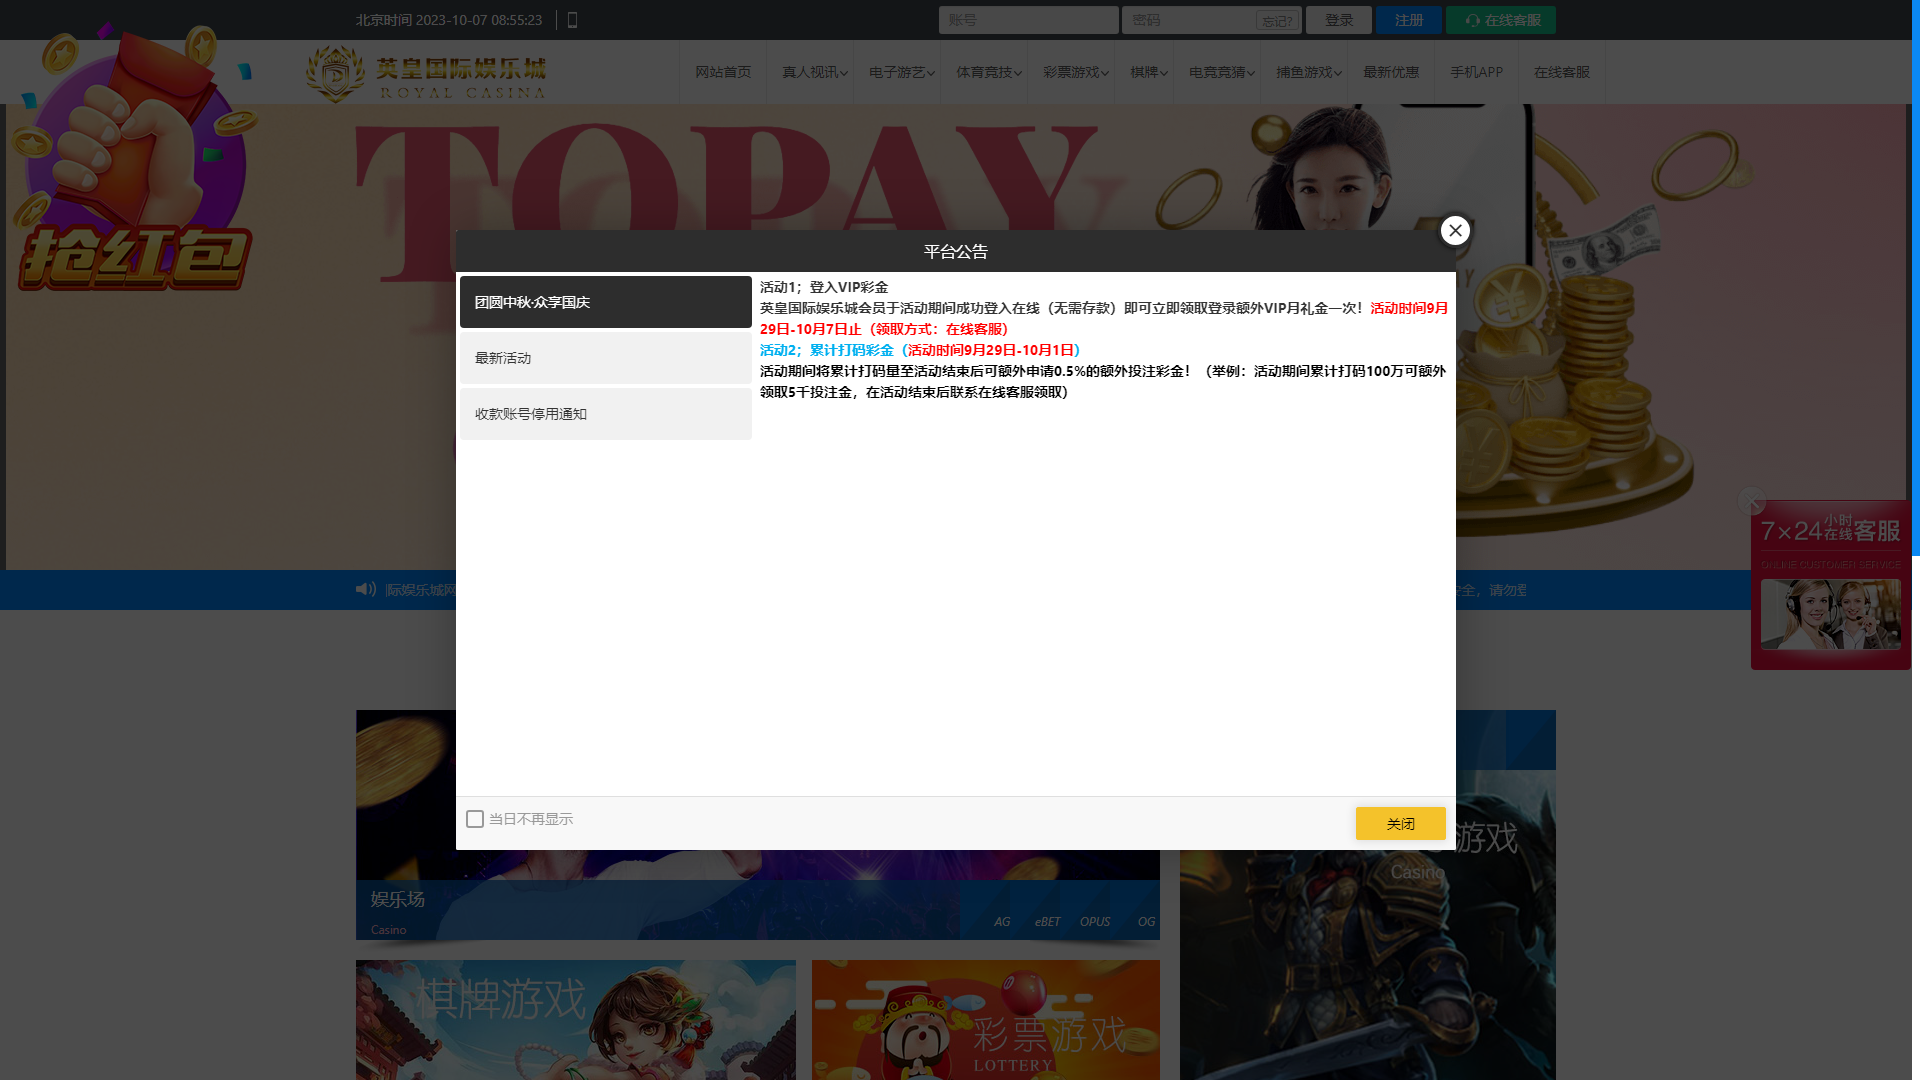 北京时间 2023-10-07 08:55:23
账号
密码
忘记?
登录
注册
在线客服
英皇国际娱乐城
ROYAL CASINA
网站首页
真人视讯
电子游艺
体育竞技
彩票游戏
棋牌
电竞竞猜
捕鱼游戏
最新优惠
手机APP
在线客服
TOPAY
抢红包
平台公告
团圆中秋·众享国庆
最新活动
收款账号停用通知
活动1；登入VIP彩金
英皇国际娱乐城会员于活动期间成功登入在线（无需存款）即可立即领取登录额外VIP月礼金一次！活动时间9月
29日-10月7日止（领取方式：在线客服）
活动2；累计打码彩金（活动时间9月29日-10月1日）
活动期间将累计打码量至活动结束后可额外申请0.5%的额外投注彩金！（举例：活动期间累计打码100万可额外
领取5千投注金，在活动结束后联系在线客服领取）
7×24小时在线客服
ONLINE CUSTOMER SERVICE
际娱乐城网
安全，请勿
当日不再显示
关闭
游戏
Casino
娱乐场
Casino
AG
eBET
OPUS
OG
棋牌游戏
彩票游戏
LOTTERY